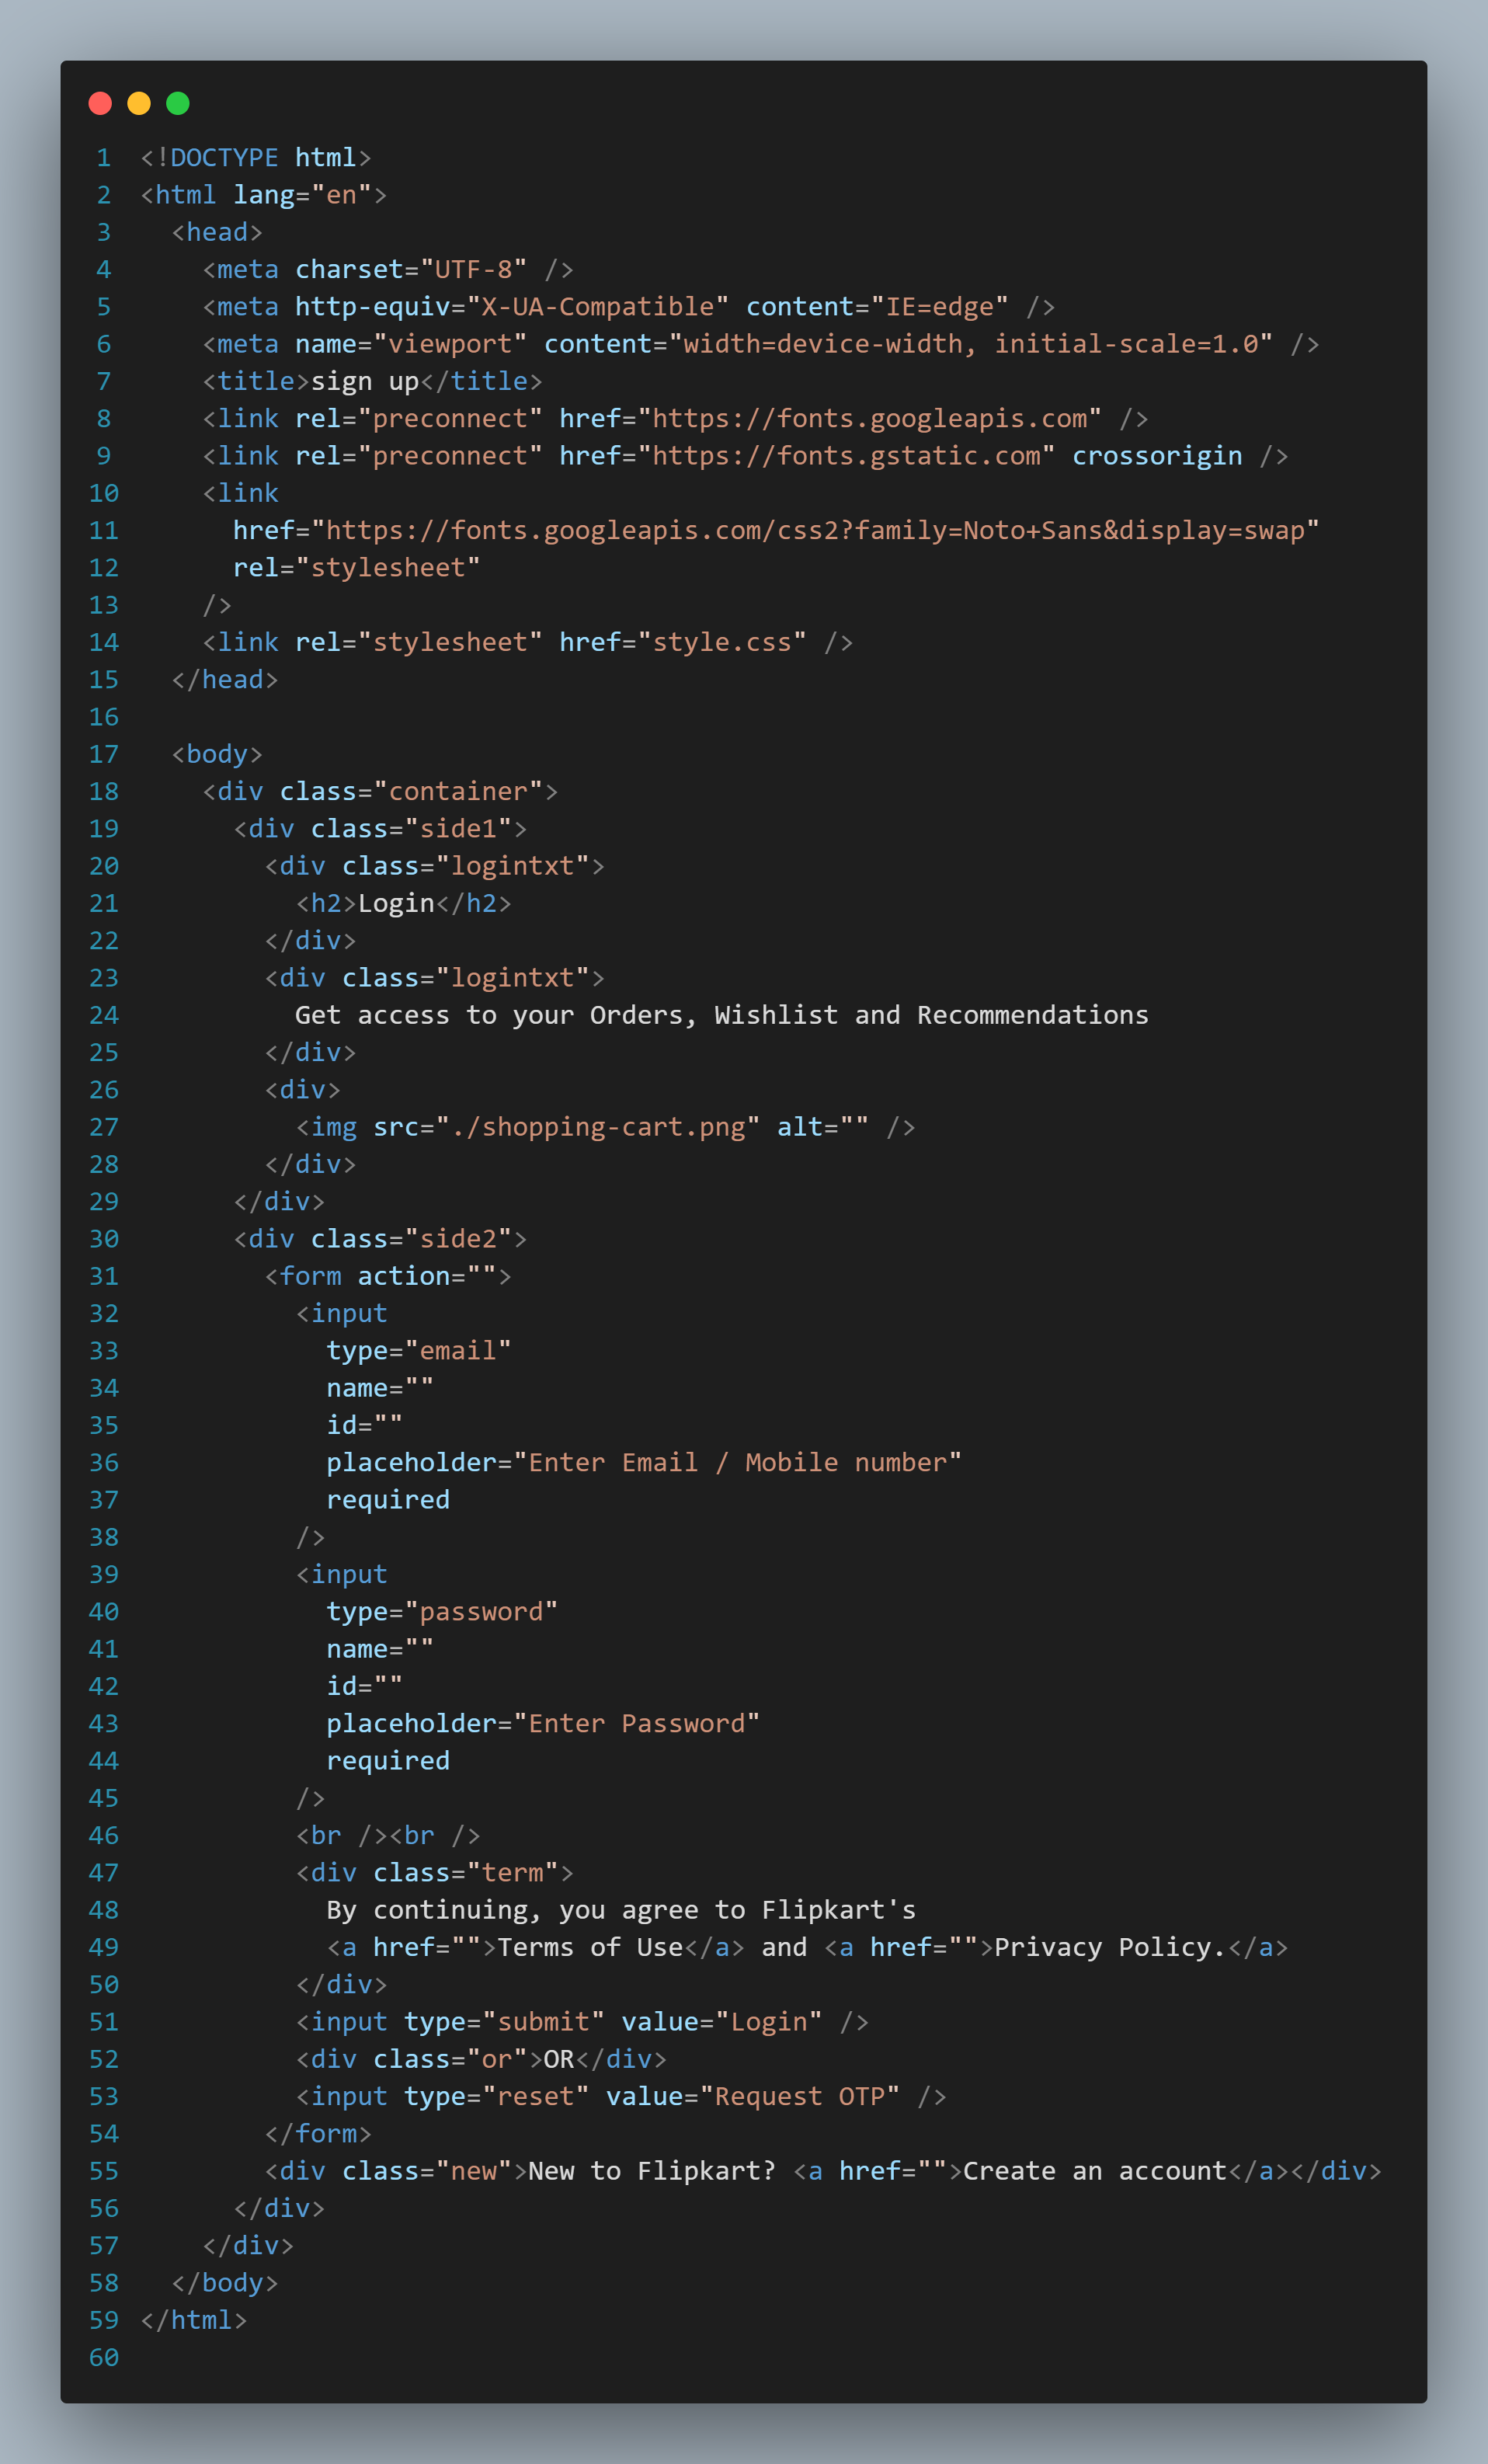 1 <!DOCTYPE html>
2 <html lang="en">
3   <head>
4     <meta charset="UTF-8" />
5     <meta http-equiv="X-UA-Compatible" content="IE=edge" />
6     <meta name="viewport" content="width=device-width, initial-scale=1.0" />
7     <title>sign up</title>
8     <link rel="preconnect" href="https://fonts.googleapis.com" />
9     <link rel="preconnect" href="https://fonts.gstatic.com" crossorigin />
10     <link
11       href="https://fonts.googleapis.com/css2?family=Noto+Sans&display=swap"
12       rel="stylesheet"
13     />
14     <link rel="stylesheet" href="style.css" />
15   </head>
16
17   <body>
18     <div class="container">
19       <div class="side1">
20         <div class="logintxt">
21           <h2>Login</h2>
22         </div>
23         <div class="logintxt">
24           Get access to your Orders, Wishlist and Recommendations
25         </div>
26         <div>
27           <img src="./shopping-cart.png" alt="" />
28         </div>
29       </div>
30       <div class="side2">
31         <form action="">
32           <input
33             type="email"
34             name=""
35             id=""
36             placeholder="Enter Email / Mobile number"
37             required
38           />
39           <input
40             type="password"
41             name=""
42             id=""
43             placeholder="Enter Password"
44             required
45           />
46           <br /><br />
47           <div class="term">
48             By continuing, you agree to Flipkart's
49             <a href="">Terms of Use</a> and <a href="">Privacy Policy.</a>
50           </div>
51           <input type="submit" value="Login" />
52           <div class="or">OR</div>
53           <input type="reset" value="Request OTP" />
54         </form>
55         <div class="new">New to Flipkart? <a href="">Create an account</a></div>
56       </div>
57     </div>
58   </body>
59 </html>
60